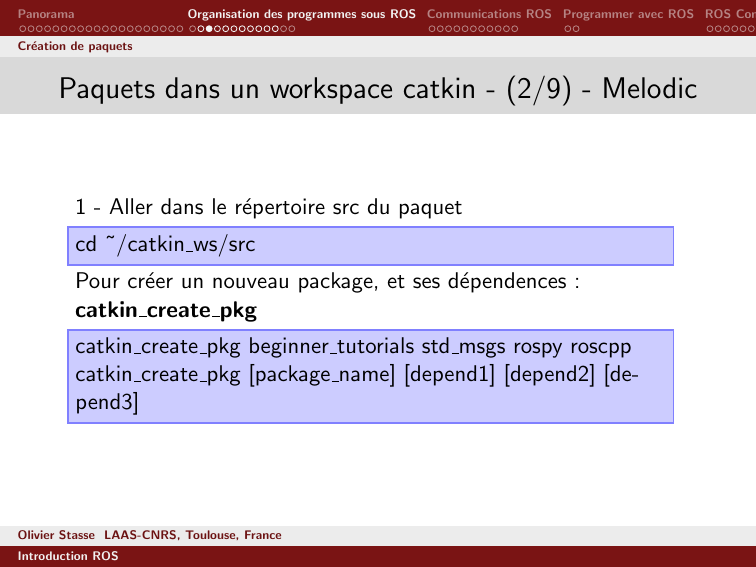 Panorama Organisation des programmes sous ROS Communications ROS Programmer avec ROS ROS Con
Création de paquets
Paquets dans un workspace catkin - (2/9) - Melodic
1 - Aller dans le répertoire src du paquet
cd ~/catkin_ws/src
Pour créer un nouveau package, et ses dépendences :
catkin_create_pkg
catkin_create_pkg beginner_tutorials std_msgs rospy roscpp
catkin_create_pkg [package_name] [depend1] [depend2] [de-
pend3]
Olivier Stasse LAAS-CNRS, Toulouse, France
Introduction ROS